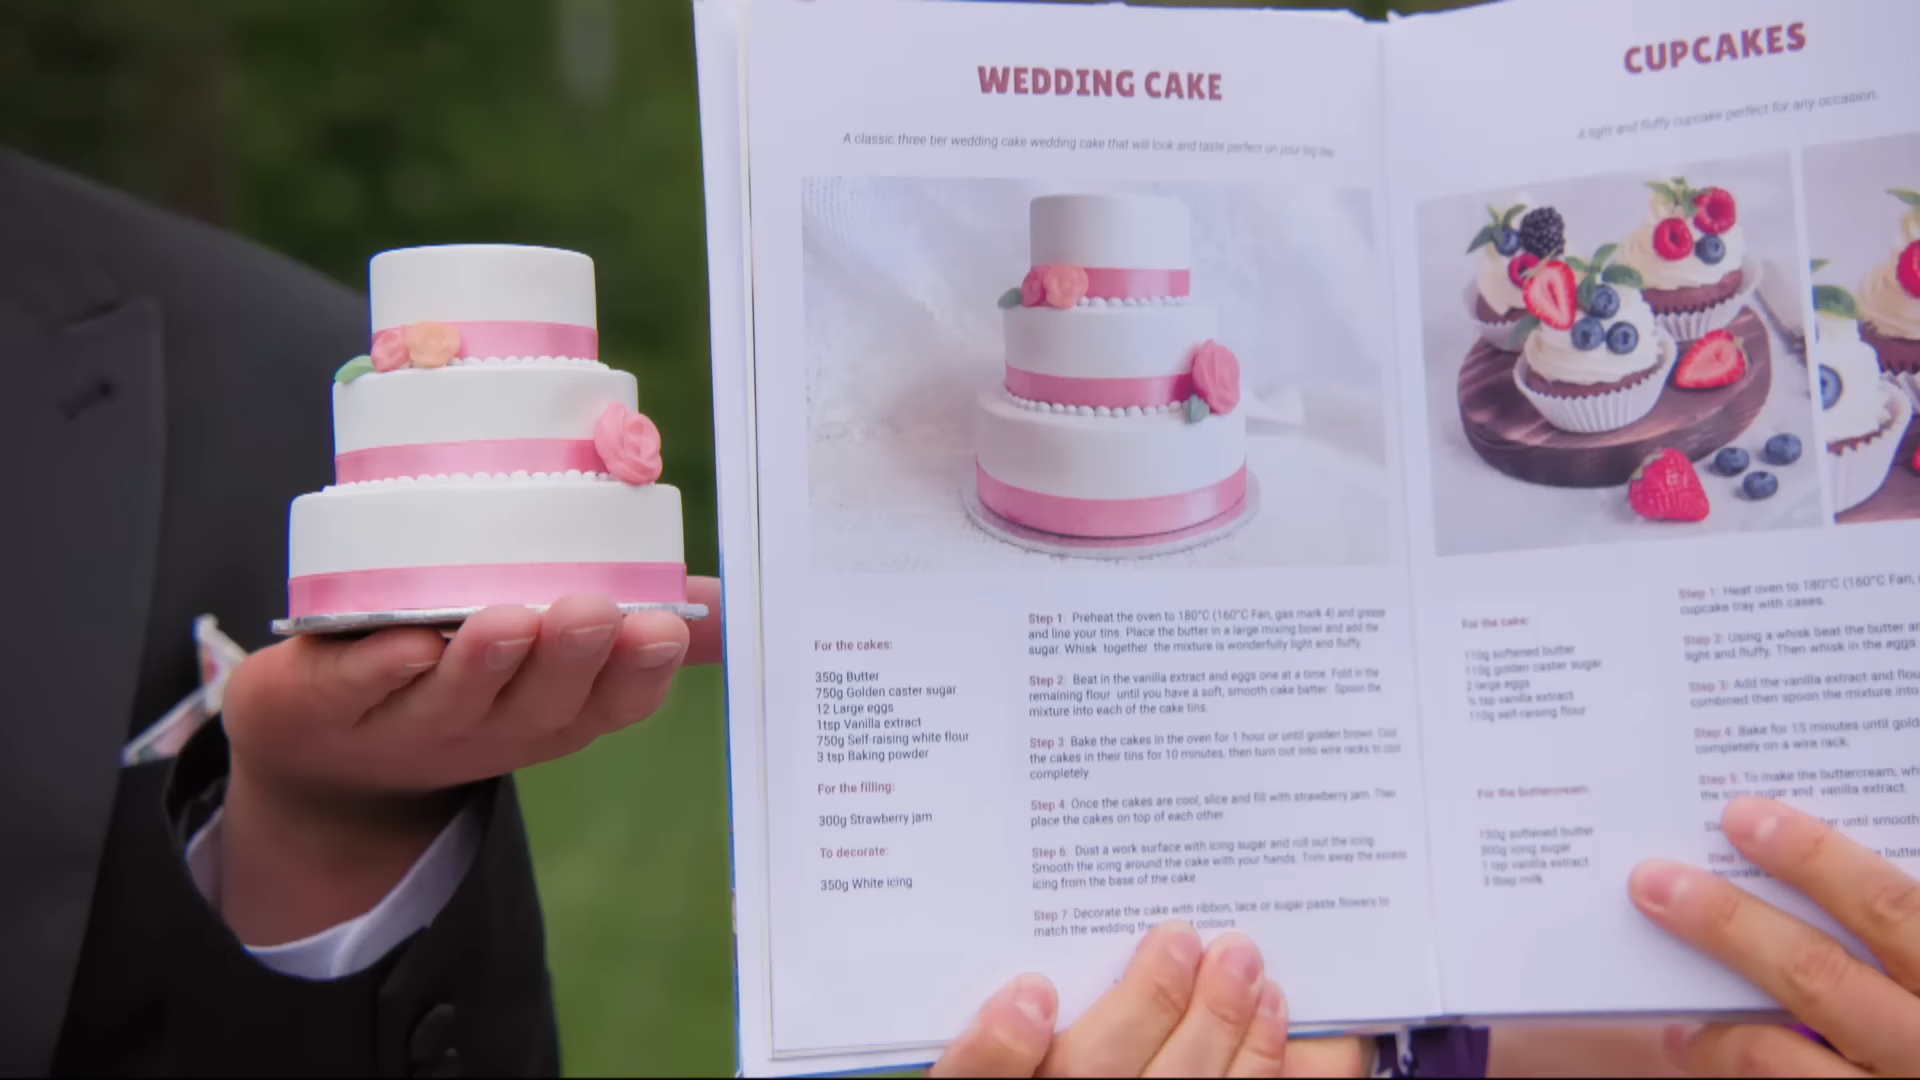 WEDDING CAKE
A classic three tier wedding cake wedding cake that will look and taste perfect on your big day
For the cakes:
350g Butter
750g Golden caster sugar
12 Large eggs
1tsp Vanilla extract
750g Self-raising white flour
3 tsp Baking powder
For the filling:
300g Strawberry jam
To decorate:
350g White icing
Step 1: Preheat the oven to 180°C (160°C Fan, gas mark 4) and grease
and line your tins. Place the butter in a large mixing bowl and add the
sugar. Whisk together the mixture is wonderfully light and fluffy.
Step 2: Beat in the vanilla extract and eggs one at a time. Fold in the
remaining flour until you have a soft, smooth cake batter. Spoon the
mixture into each of the cake tins.
Step 3: Bake the cakes in the oven for 1 hour or until golden brown. Cool
the cakes in their tins for 10 minutes, then turn out into wire racks to cool
completely.
Step 4: Once the cakes are cool, slice and fill with strawberry jam. Then
place the cakes on top of each other
Step 6: Dust a work surface with icing sugar and roll out the icing
Smooth the icing around the cake with your hands. Trim away the excess
icing from the base of the cake.
Step 7: Decorate the cake with ribbon, lace or sugar paste flowers to
match the wedding colours
CUPCAKES
A light and fluffy cupcake perfect for any occasion.
For the cake:
110g softened butter
110g golden caster sugar
2 large eggs
½ tsp vanilla extract
110g self-raising flour
For the buttercream:
150g softened butter
300g icing sugar
1 tsp vanilla extract
3 tbsp milk
Step 1: Heat oven to 180°C (160°C Fan,
cupcake tray with cases.
Step 2: Using a whisk beat the butter
light and fluffy. Then whisk in the eggs
Step 3: Add the vanilla extract and
combined then spoon the mixture into
Step 4: Bake for 15 minutes until
completely on a wire rack.
Step 5: To make the buttercream,
the icing sugar and vanilla extract.
until smooth